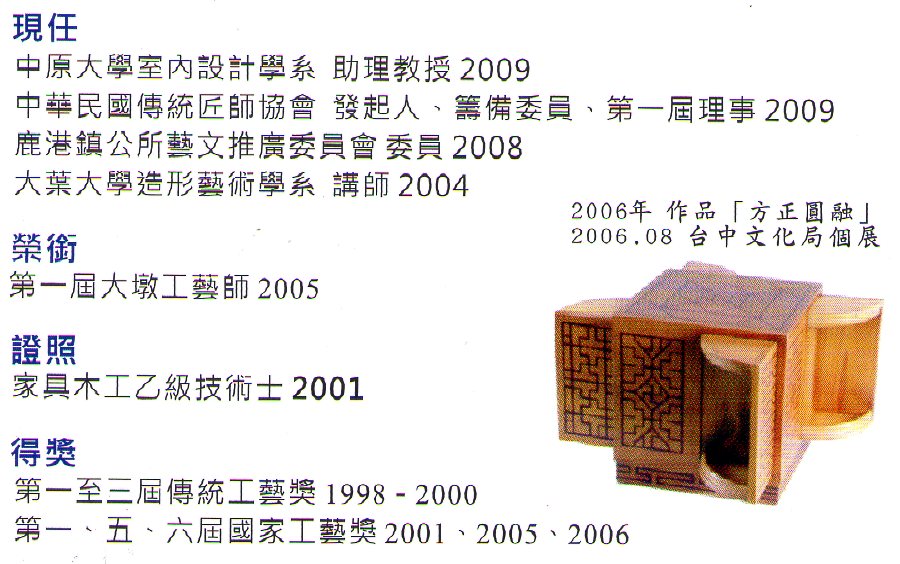 現任
中原大學室內設計學系 助理教授 2009
中華民國傳統匠師協會 發起人、籌備委員、第一屆理事 2009
鹿港鎮公所藝文推廣委員會 委員 2008
大葉大學造形藝術學系 講師 2004
2006年 作品「方正圓融」
2006.08 台中文化局個展
榮銜
第一屆大墩工藝師 2005
證照
家具木工乙級技術士 2001
得獎
第一至三屆傳統工藝獎 1998 - 2000
第一、五、六屆國家工藝獎 2001、2005、2006